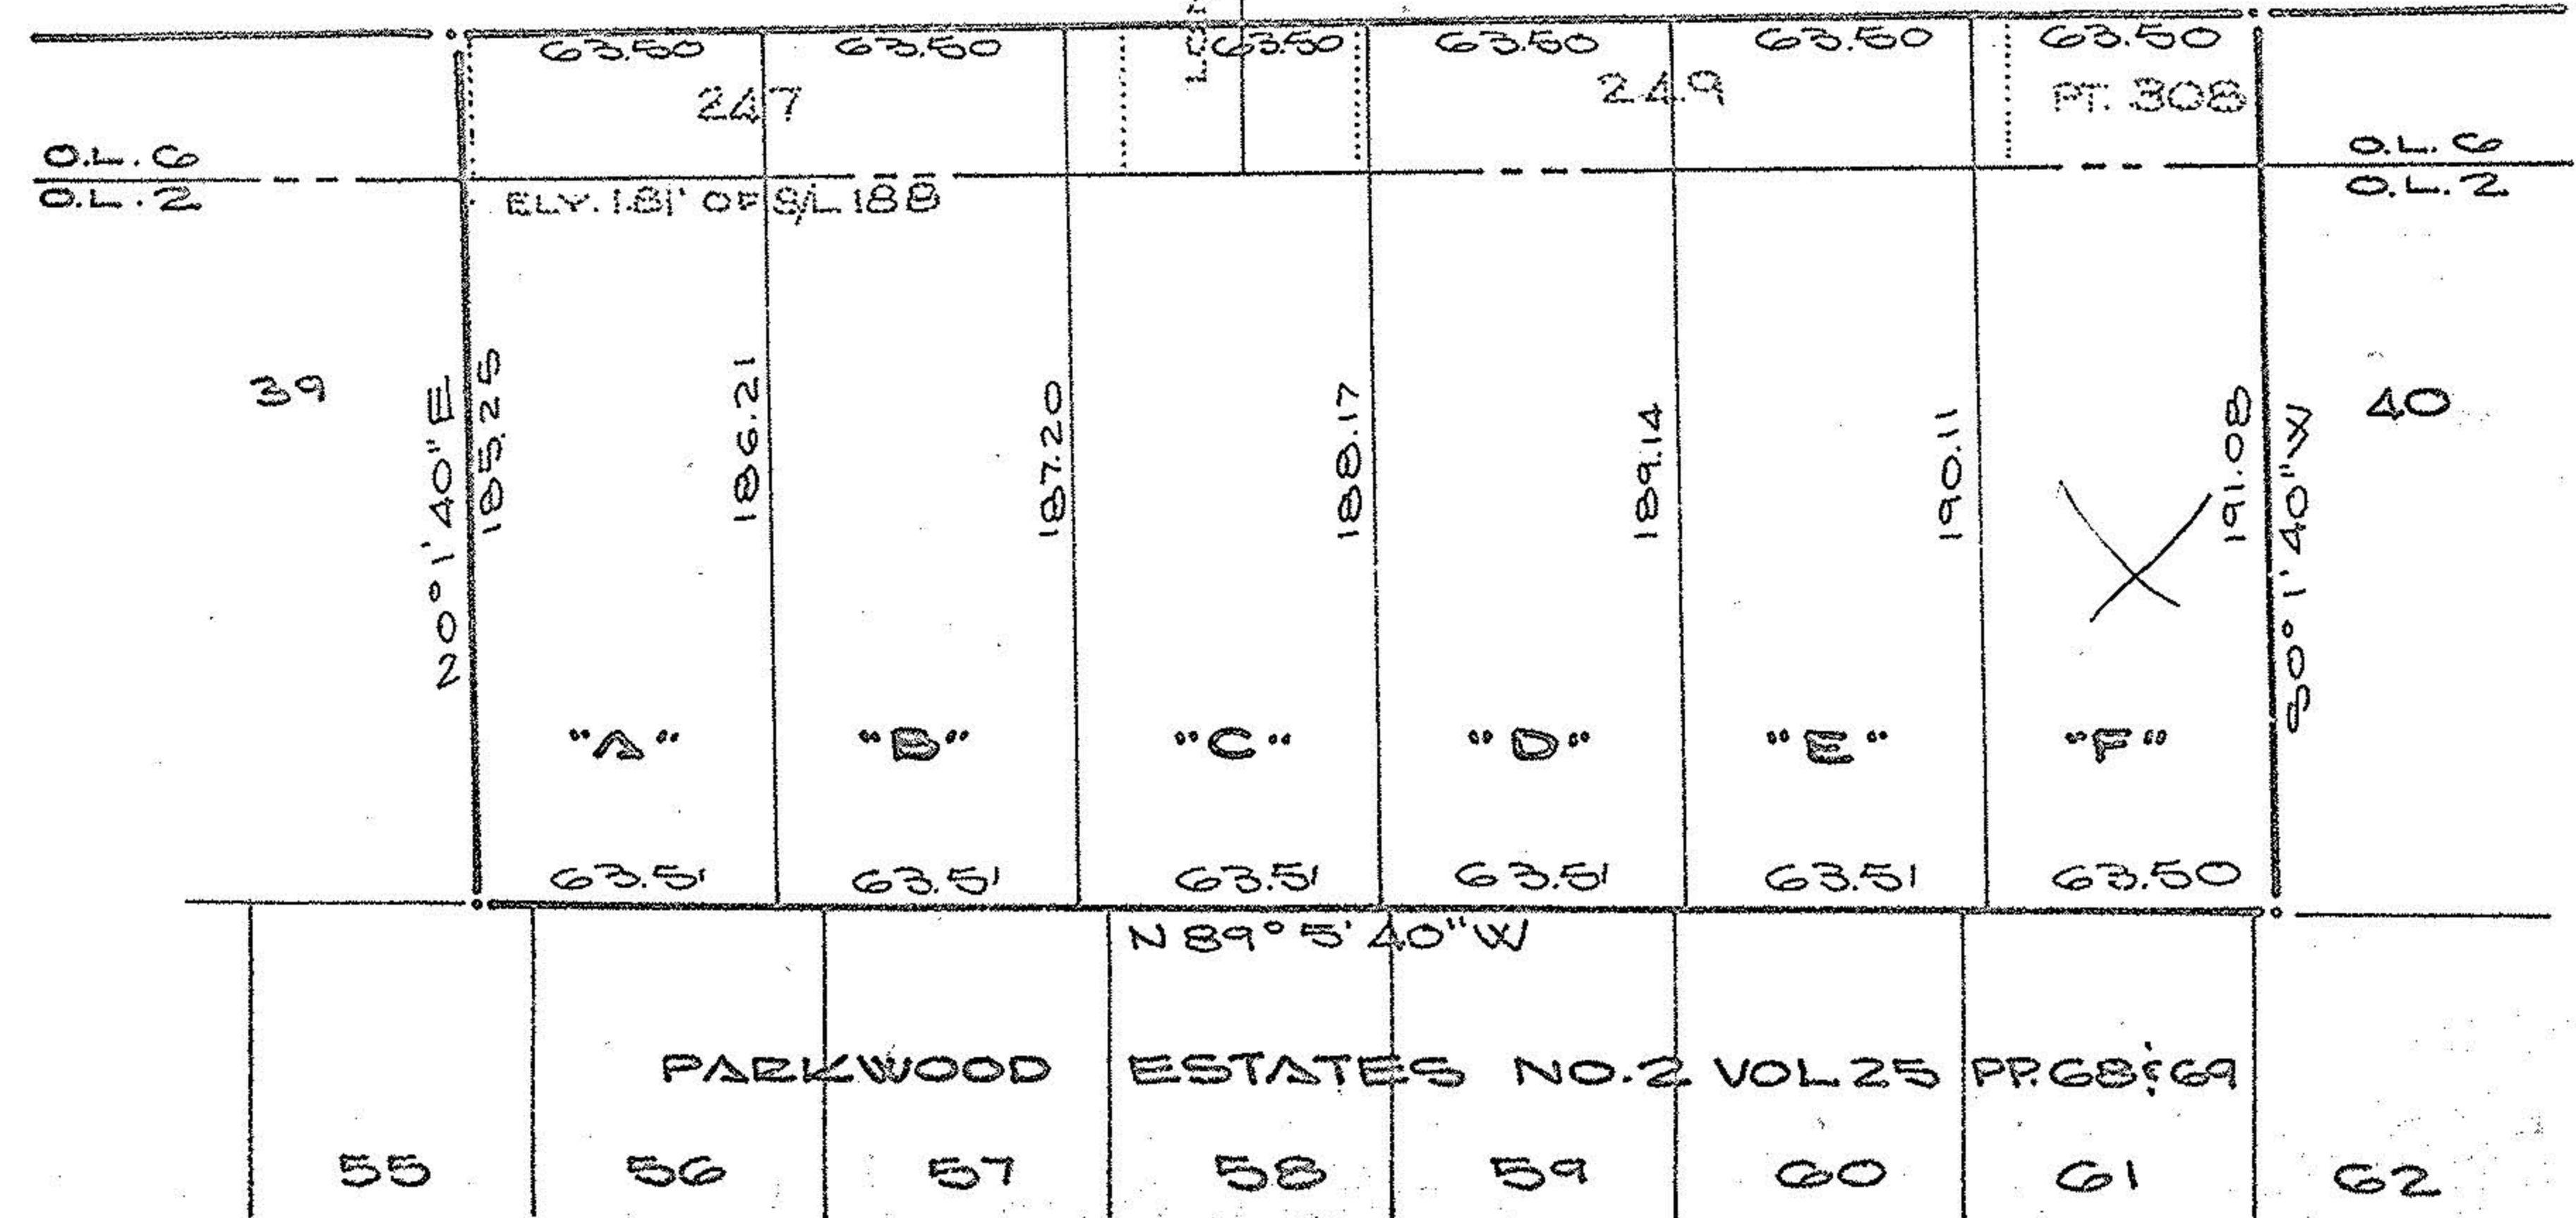 63.50 63.50 63.50 63.50 63.50 63.50
247 249 PT. 308
O.L. 6 O.L. 6
O.L. 2 O.L. 2
ELY. 1.81' OF S/L 188
39 40
20° 1' 40" E
185.25
186.21
187.20
188.17
189.14
190.11
191.08
S0° 1' 40" W
"A" "B" "C" "D" "E" "F"
63.51 63.51 63.51 63.51 63.51 63.50
N 89° 5' 40" W
PARKWOOD ESTATES NO. 2 VOL 25 PP. 68 & 69
55 56 57 58 59 60 61 62